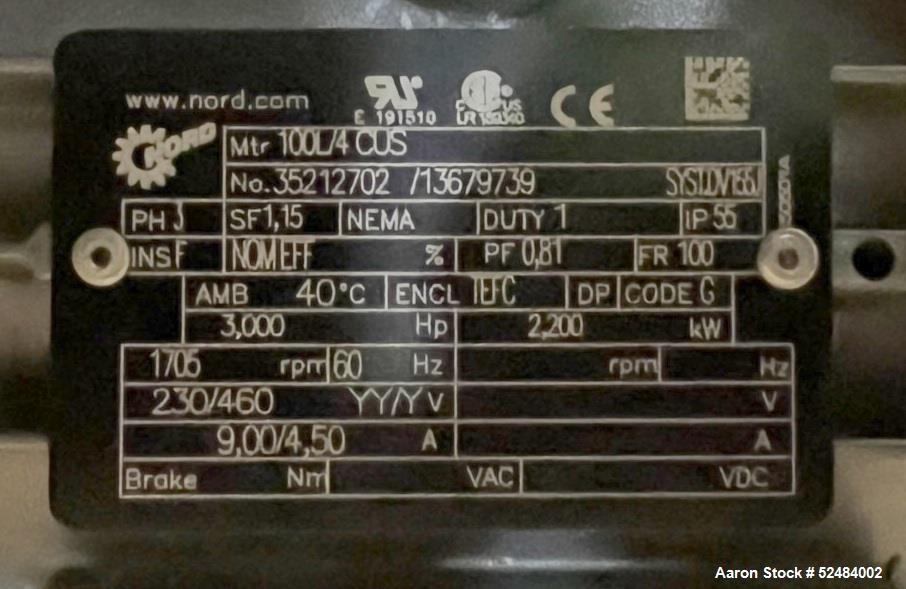 www.nord.com
E 191510
NORD
Mtr 100L/4 CUS
No.35212702 /13679739
PH 3 SF1,15 NEMA DUTY 1 IP 55
INS F NOM EFF % PF 0,81 FR 100
AMB 40°C ENCL TEFC DP CODE G
3,000 Hp 2,200 kW
1705 rpm 60 Hz rpm Hz
230/460 YY/Y V V
9,00/4,50 A A
Brake Nm VAC VDC
Aaron Stock # 52484002